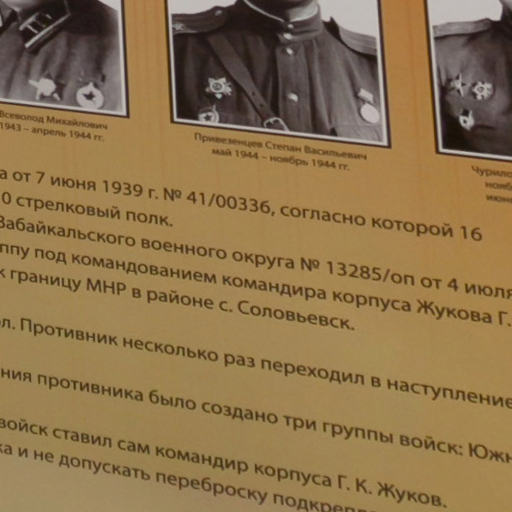 Всеволод Михайлович
1943 – апрель 1944 гг.
Привезенцев Степан Васильевич
май 1944 – ноябрь 1944 гг.
а от 7 июня 1939 г. № 41/00336, согласно которой 16
0 стрелковый полк.
Забайкальского военного округа № 13285/оп от 4 июля
ппу под командованием командира корпуса Жукова Г.
к границу МНР в районе с. Соловьевск.
л. Противник несколько раз переходил в наступление
ния противника было создано три группы войск: Южн
войск ставил сам командир корпуса Г. К. Жуков.
ка и не допускать переброску подкрепл